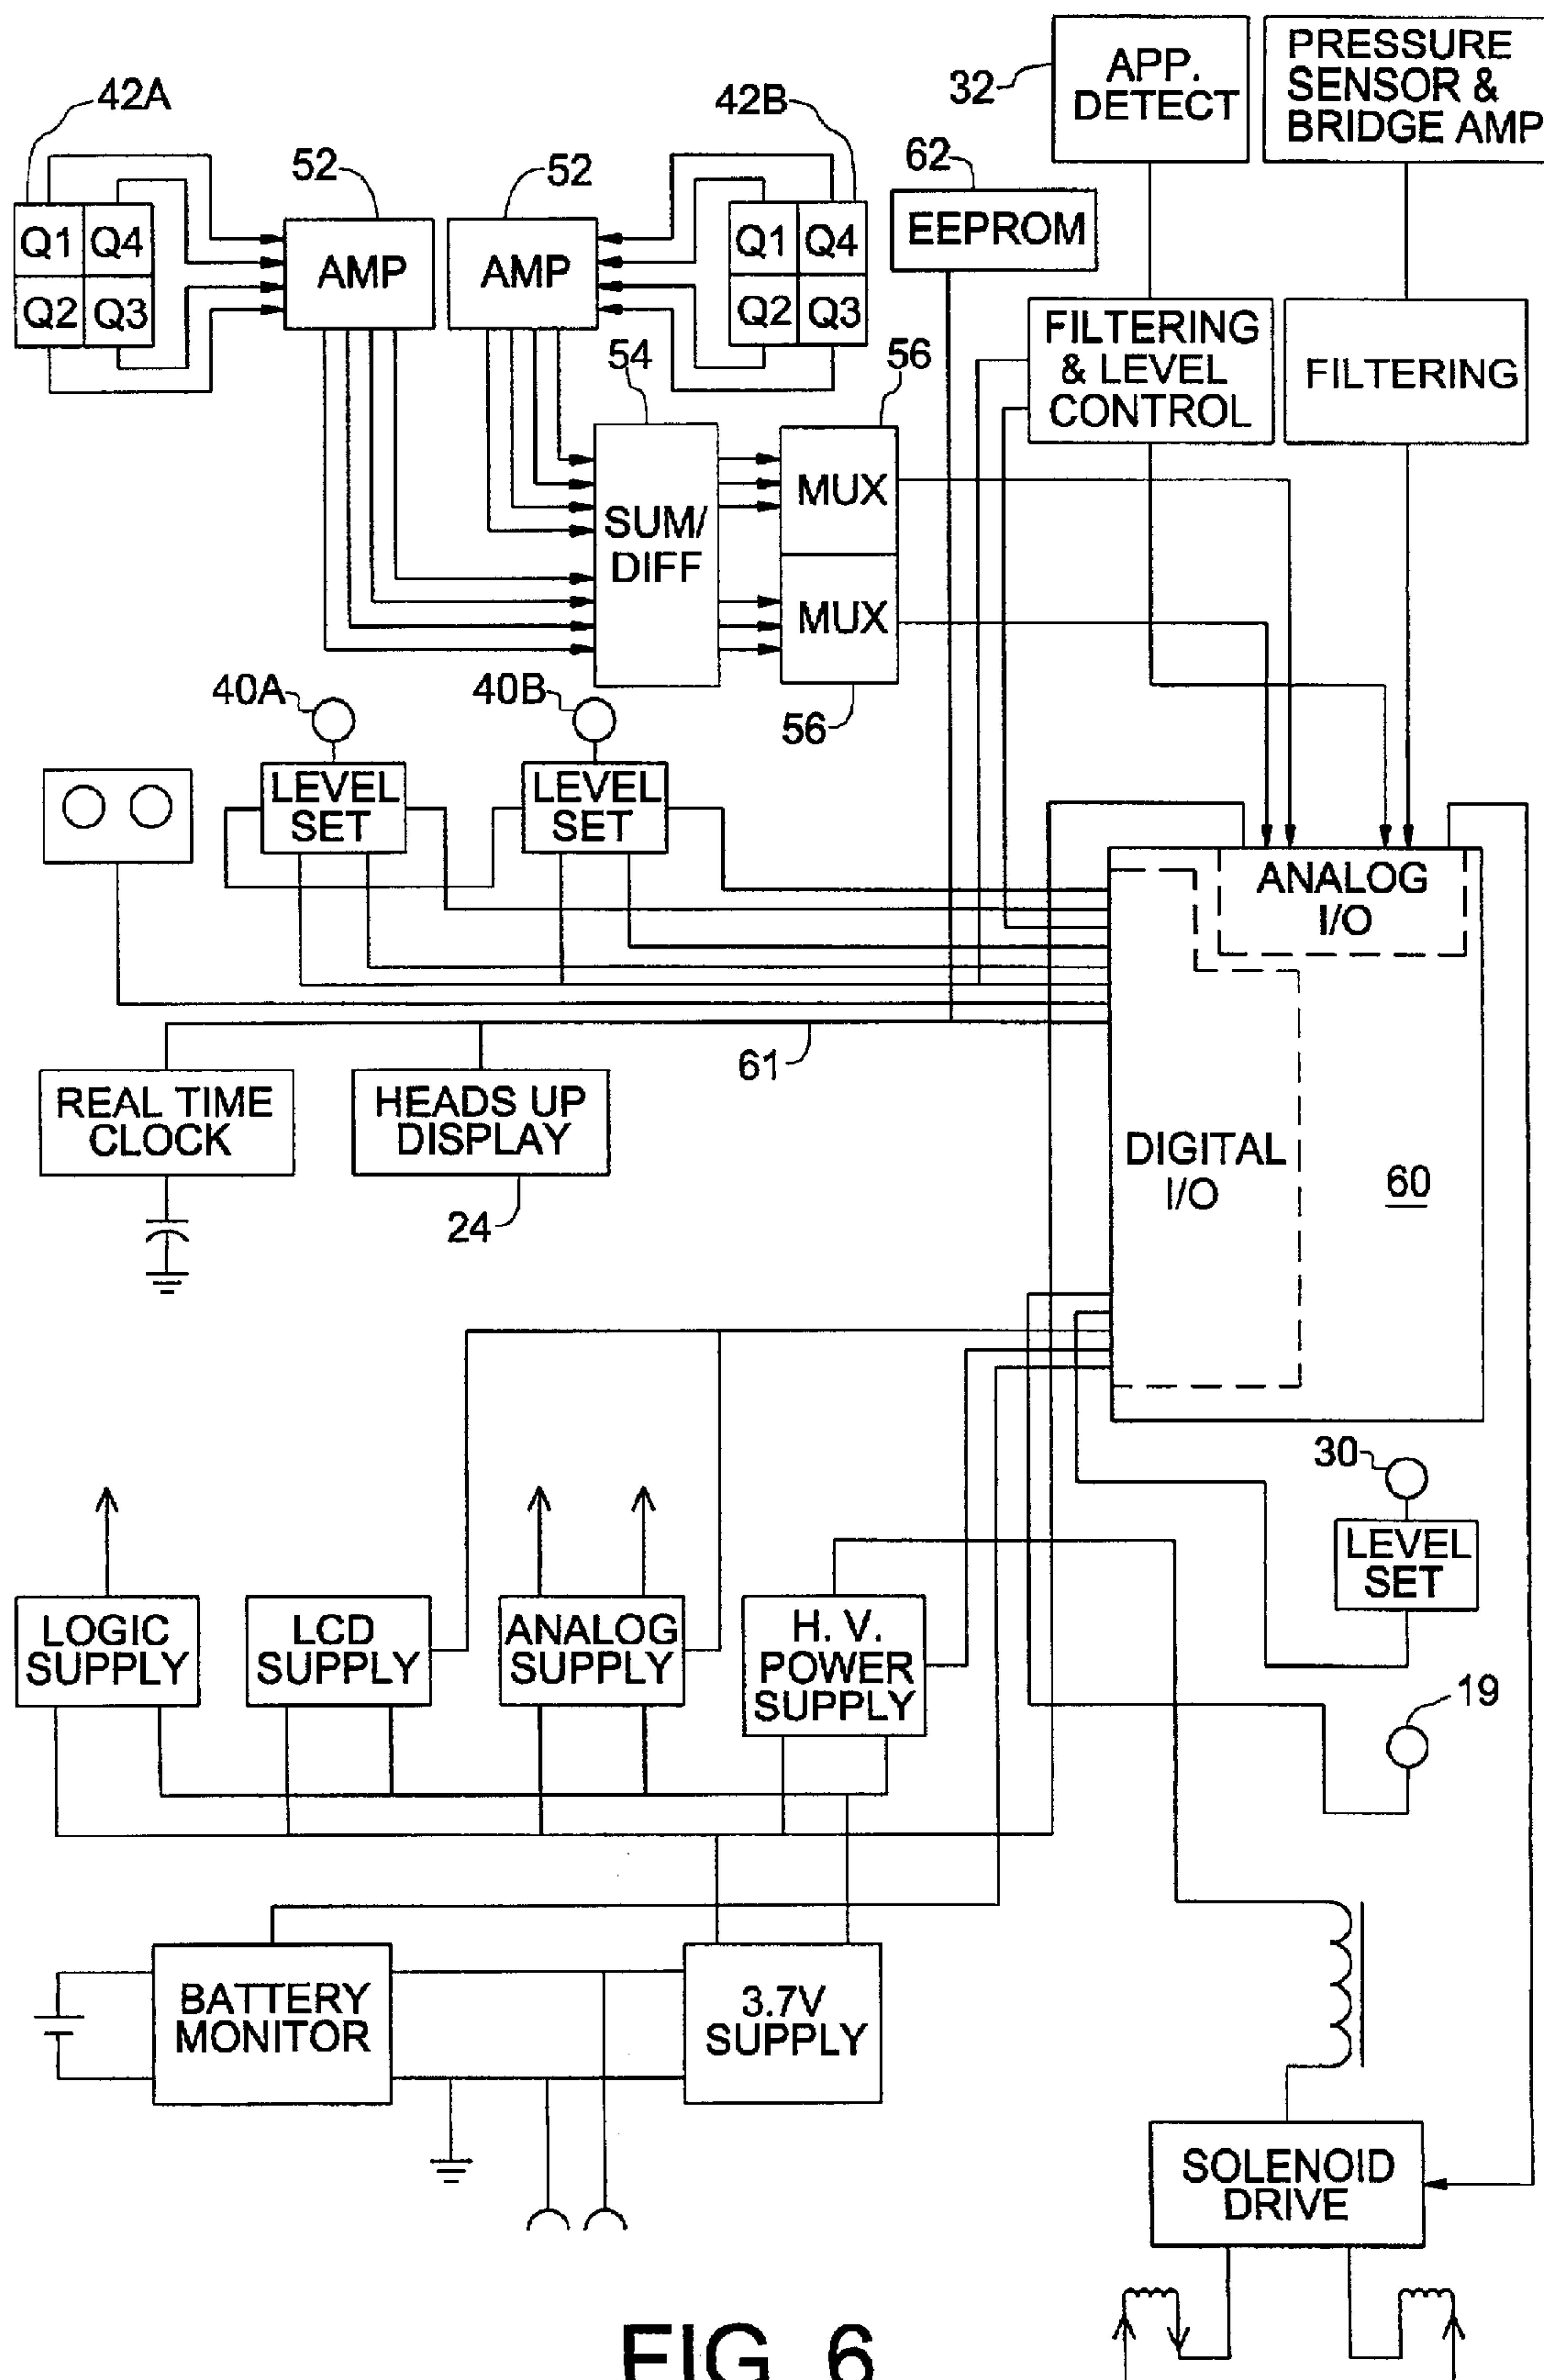 42A
52
52
42B
62
32
APP.
DETECT
PRESSURE
SENSOR &
BRIDGE AMP
Q1 Q4
Q2 Q3
AMP
AMP
Q1 Q4
Q2 Q3
EEPROM
FILTERING
& LEVEL
CONTROL
FILTERING
54
56
SUM/
DIFF
MUX
MUX
56
40A
40B
LEVEL
SET
LEVEL
SET
ANALOG
I/O
61
REAL TIME
CLOCK
HEADS UP
DISPLAY
24
DIGITAL
I/O
60
30
LEVEL
SET
LOGIC
SUPPLY
LCD
SUPPLY
ANALOG
SUPPLY
H. V.
POWER
SUPPLY
19
BATTERY
MONITOR
3.7V
SUPPLY
SOLENOID
DRIVE
FIG. 6